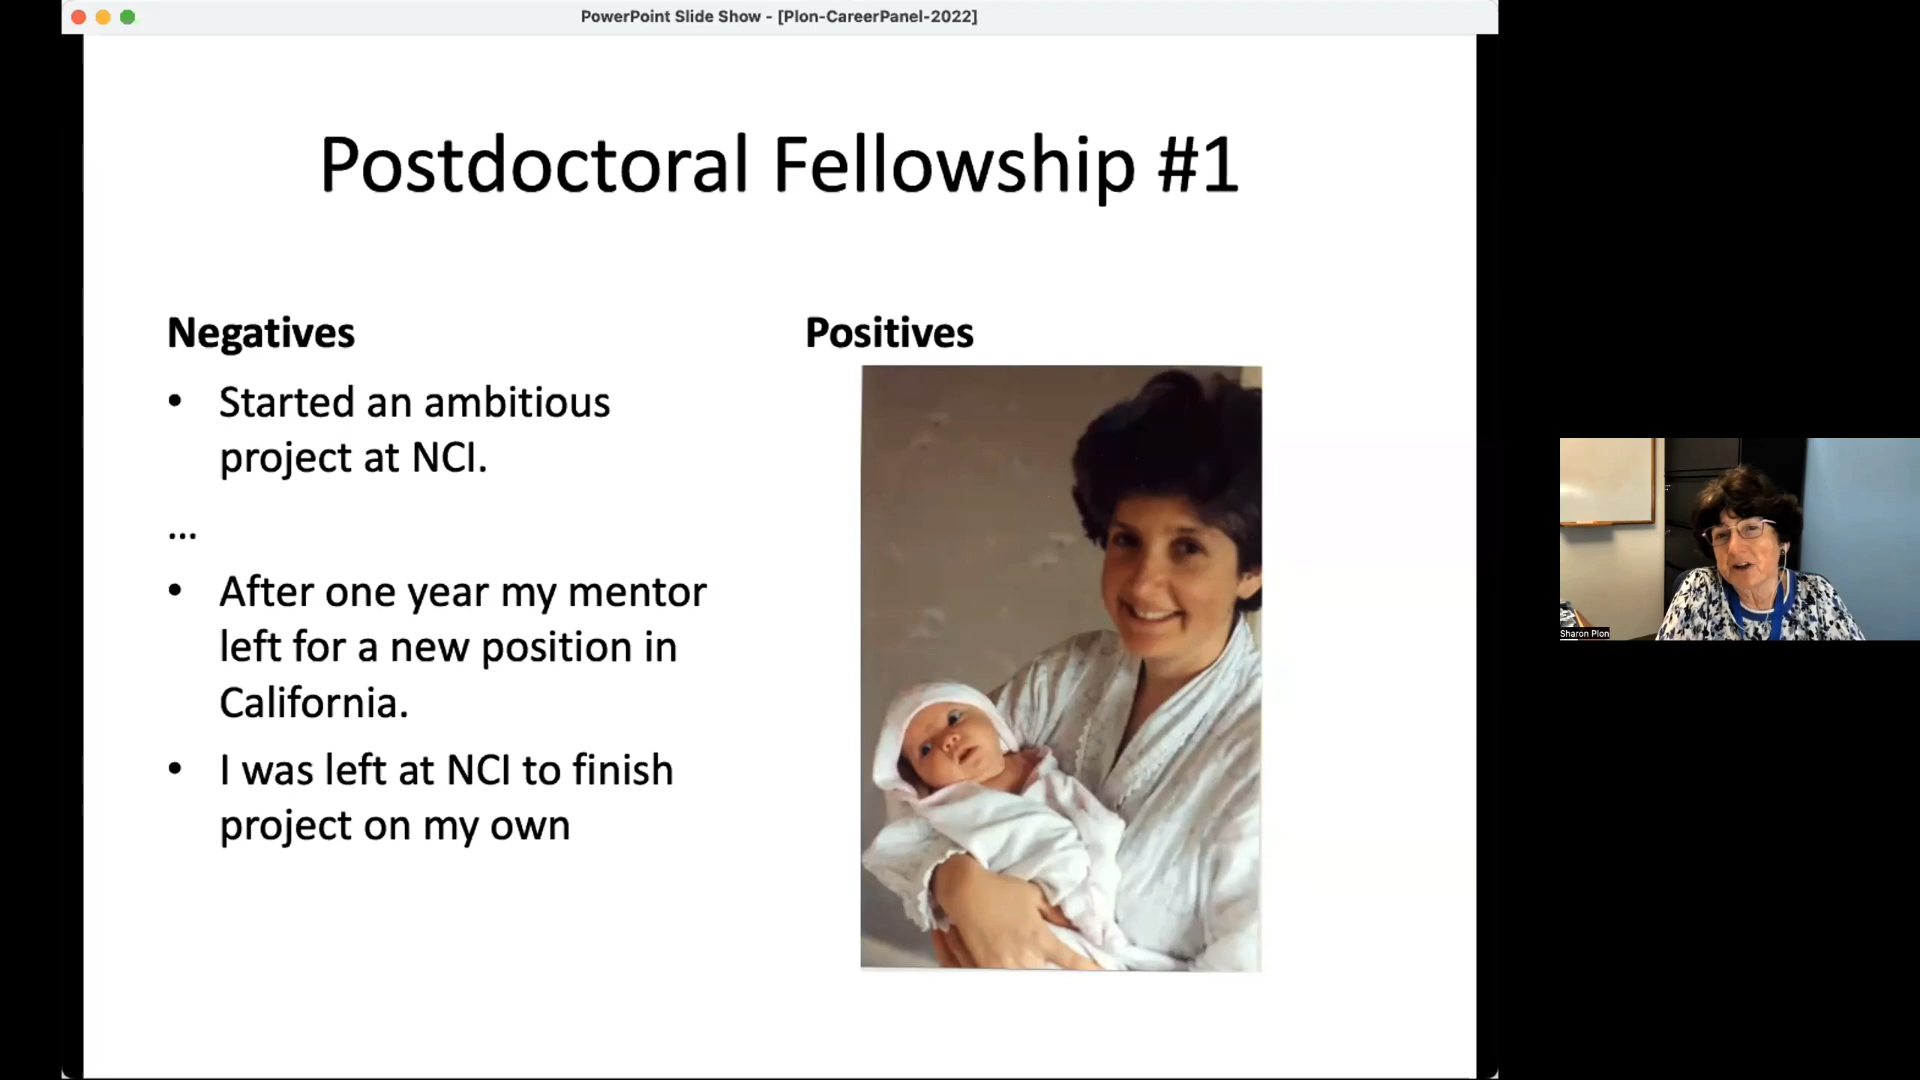 PowerPoint Slide Show - [Plon-CareerPanel-2022]
Postdoctoral Fellowship #1
Negatives
• Started an ambitious
project at NCI.
...
• After one year my mentor
left for a new position in
California.
• I was left at NCI to finish
project on my own
Positives
Sharon Plon